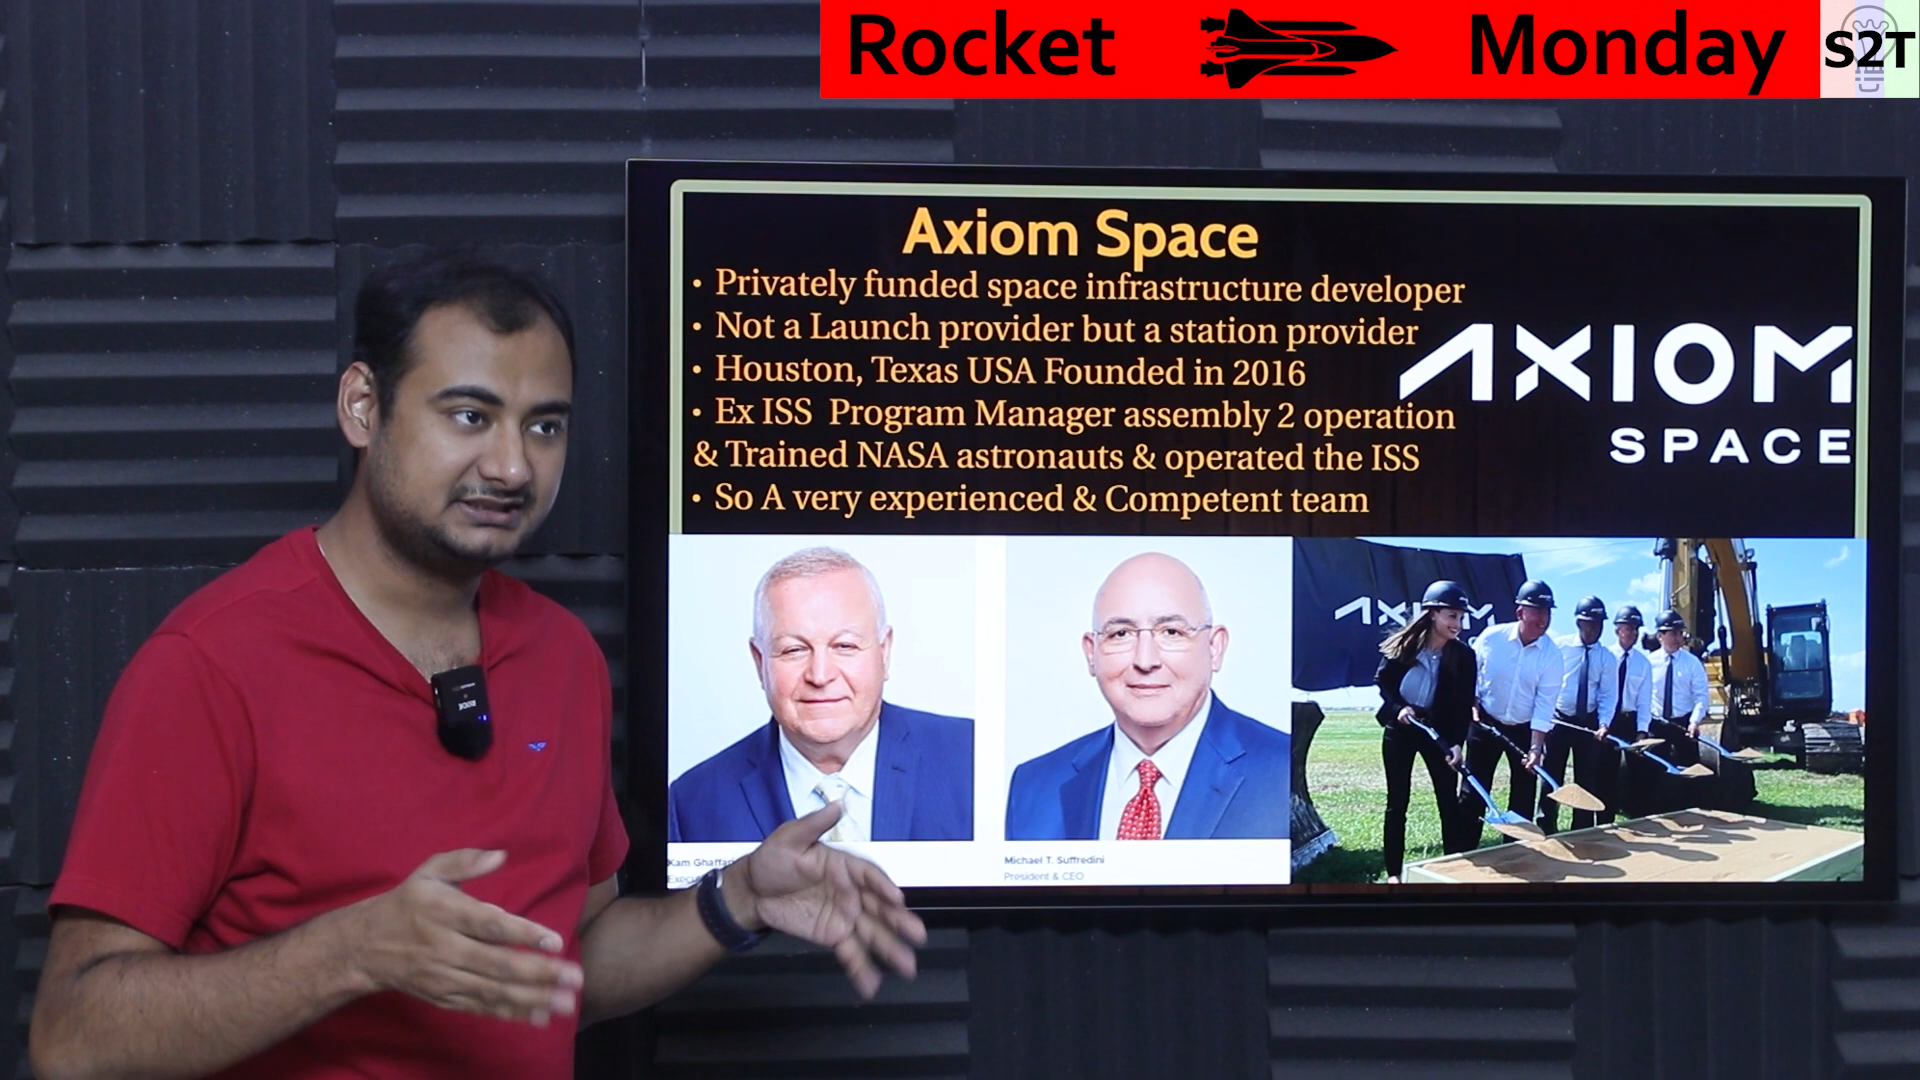 Rocket Monday S2T
Axiom Space
• Privately funded space infrastructure developer
• Not a Launch provider but a station provider
• Houston, Texas USA Founded in 2016
• Ex ISS Program Manager assembly 2 operation
& Trained NASA astronauts & operated the ISS
• So A very experienced & Competent team
AXIOM
SPACE
Kam
Michael T. Suffredini
President & CEO
RODE